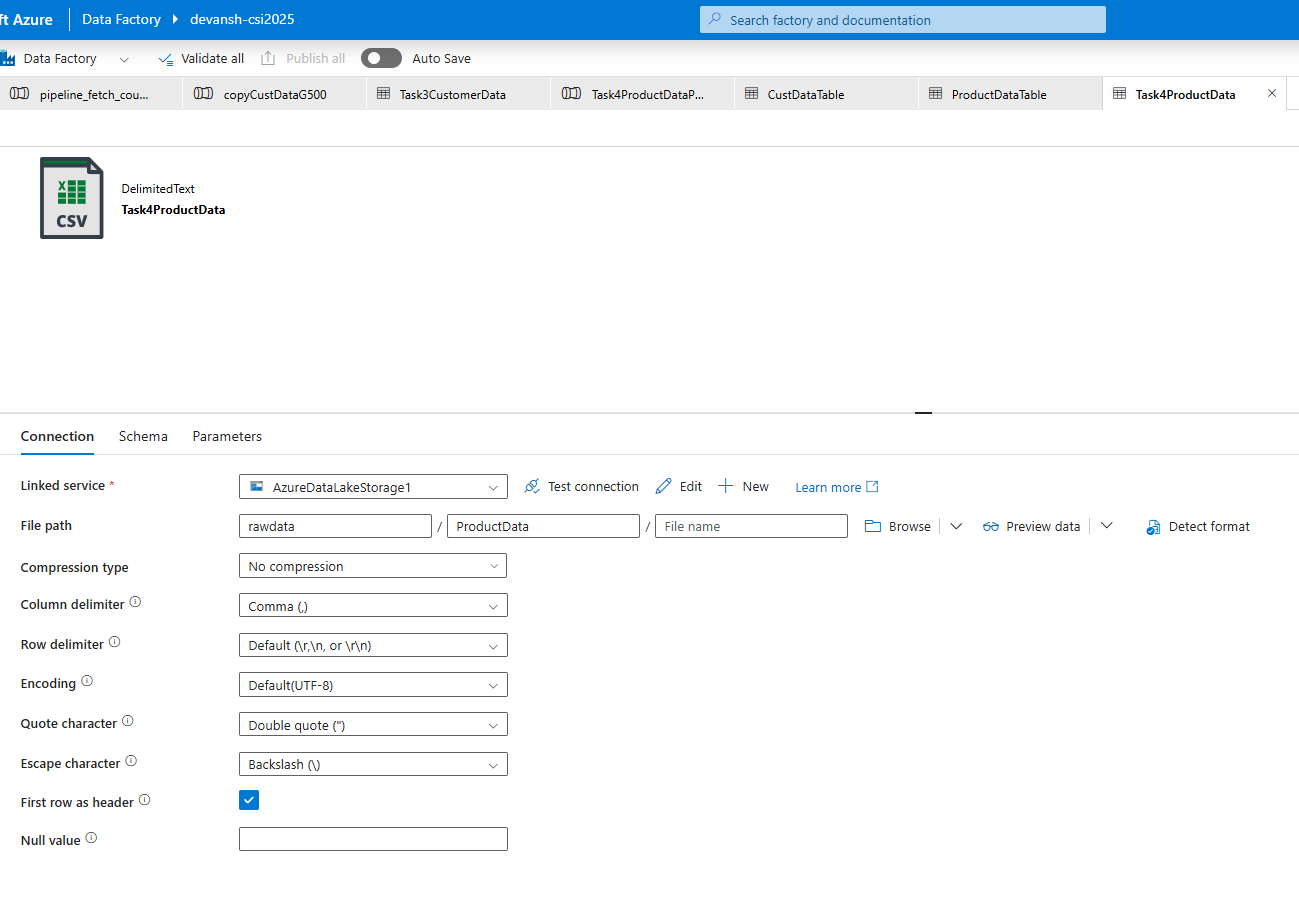 ft Azure Data Factory devansh-csi2025 Search factory and documentation
Data Factory Validate all Publish all Auto Save
pipeline_fetch_cou... copyCustDataG500 Task3CustomerData Task4ProductDataP... CustDataTable ProductDataTable Task4ProductData
X
CSV
DelimitedText
Task4ProductData
Connection Schema Parameters
Linked service * AzureDataLakeStorage1 Test connection Edit New Learn more
File path rawdata / ProductData / File name Browse Preview data Detect format
Compression type No compression
Column delimiter Comma (,)
Row delimiter Default (\r,\n, or \r\n)
Encoding Default(UTF-8)
Quote character Double quote (")
Escape character Backslash (\)
First row as header
Null value